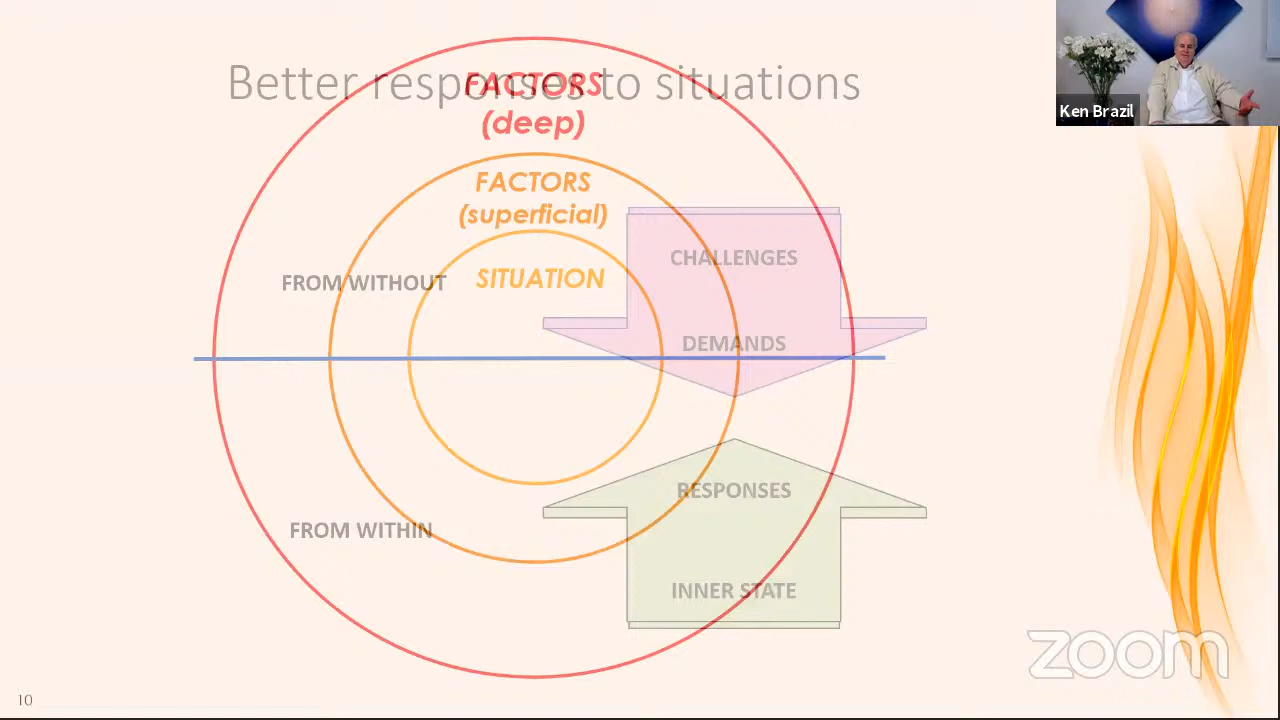 Better responses to situations
FACTORS
(deep)
FACTORS
(superficial)
SITUATION
FROM WITHOUT
CHALLENGES
DEMANDS
RESPONSES
FROM WITHIN
INNER STATE
Ken Brazil
zoom
10